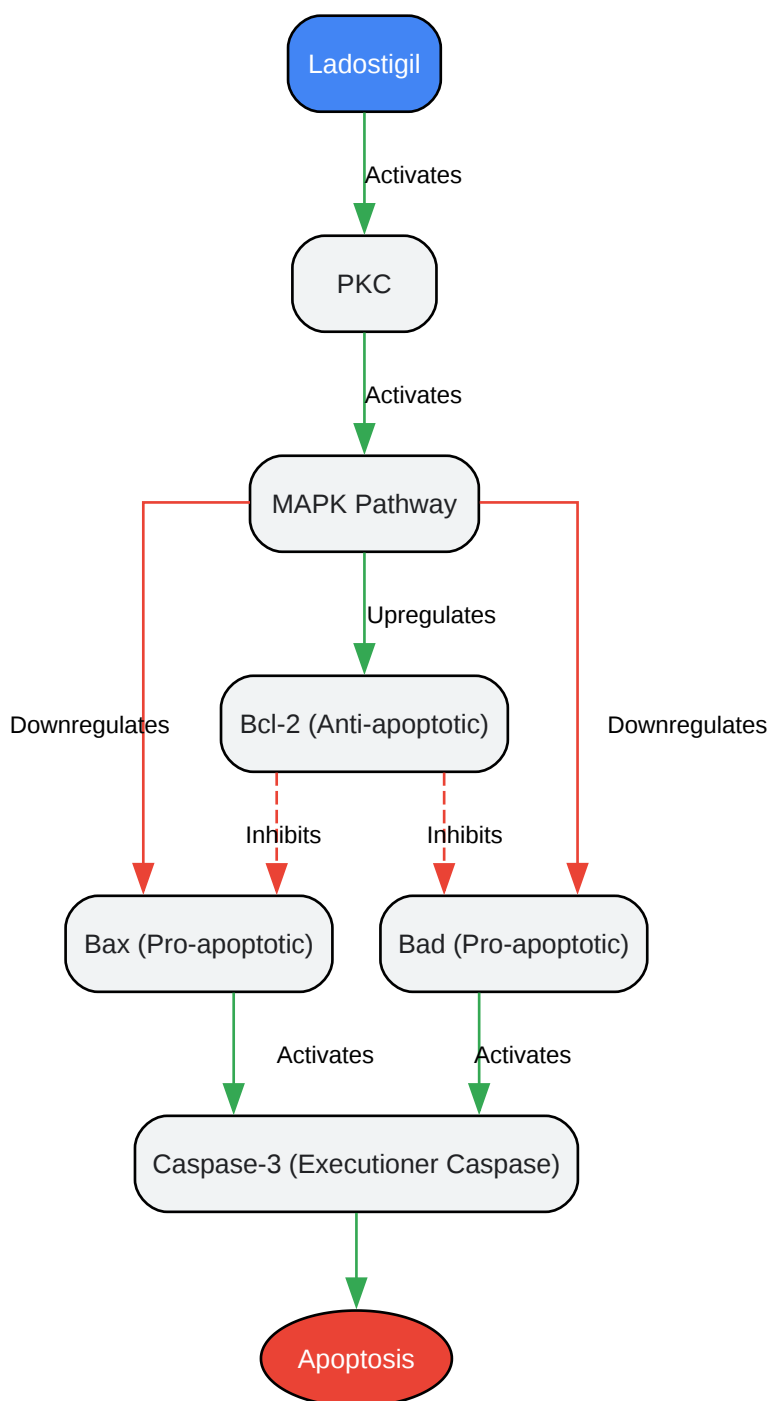 Ladostigil
Activates
PKC
Activates
MAPK Pathway
Upregulates
Bcl-2 (Anti-apoptotic)
Downregulates
Downregulates
Inhibits
Inhibits
Bax (Pro-apoptotic)
Bad (Pro-apoptotic)
Activates
Activates
Caspase-3 (Executioner Caspase)
Apoptosis